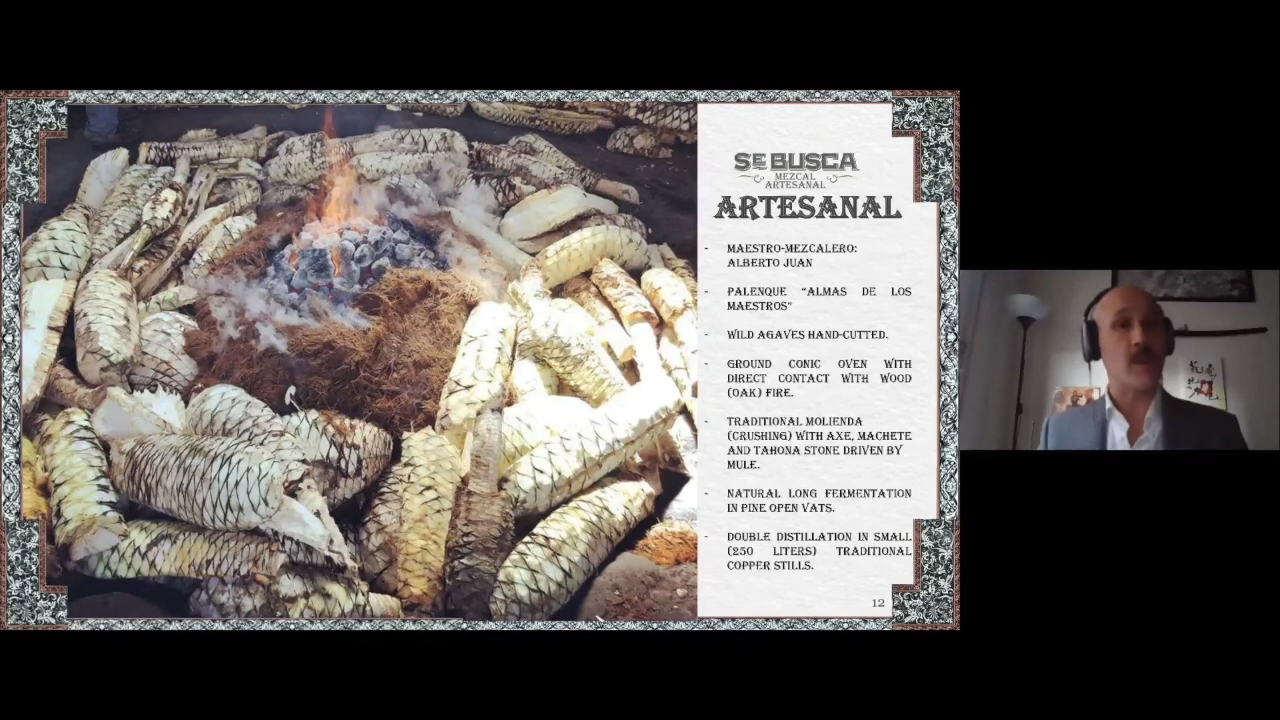 SE BUSCA
MEZCAL
ARTESANAL
ARTESANAL
- MAESTRO-MEZCALERO:
ALBERTO JUAN
- PALENQUE “ALMAS DE LOS
MAESTROS”
- WILD AGAVES HAND-CUTTED.
- GROUND CONIC OVEN WITH
DIRECT CONTACT WITH WOOD
(OAK) FIRE.
- TRADITIONAL MOLIENDA
(CRUSHING) WITH AXE, MACHETE
AND TAHONA STONE DRIVEN BY
MULE.
- NATURAL LONG FERMENTATION
IN PINE OPEN VATS.
- DOUBLE DISTILLATION IN SMALL
(250 LITERS) TRADITIONAL
COPPER STILLS.
12